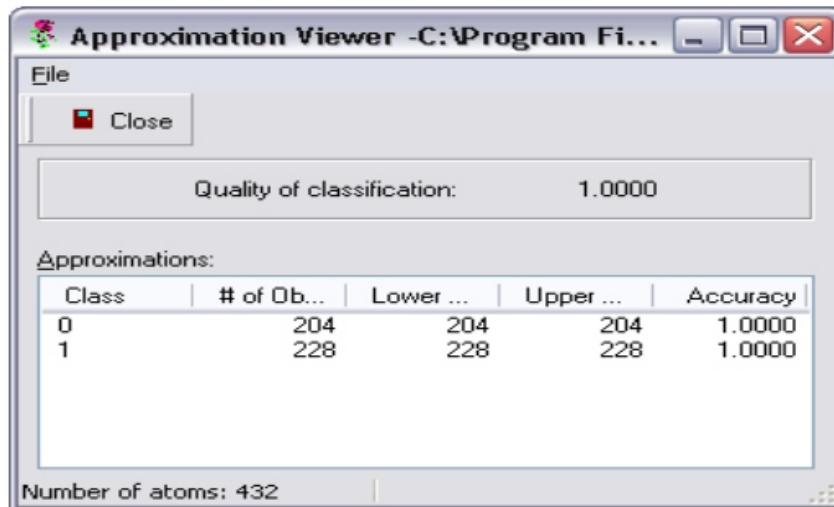 Approximation Viewer -C:\Program Fi...
File
Close
Quality of classification: 1.0000
Approximations:
Class # of Ob... Lower ... Upper ... Accuracy
0 204 204 204 1.0000
1 228 228 228 1.0000
Number of atoms: 432